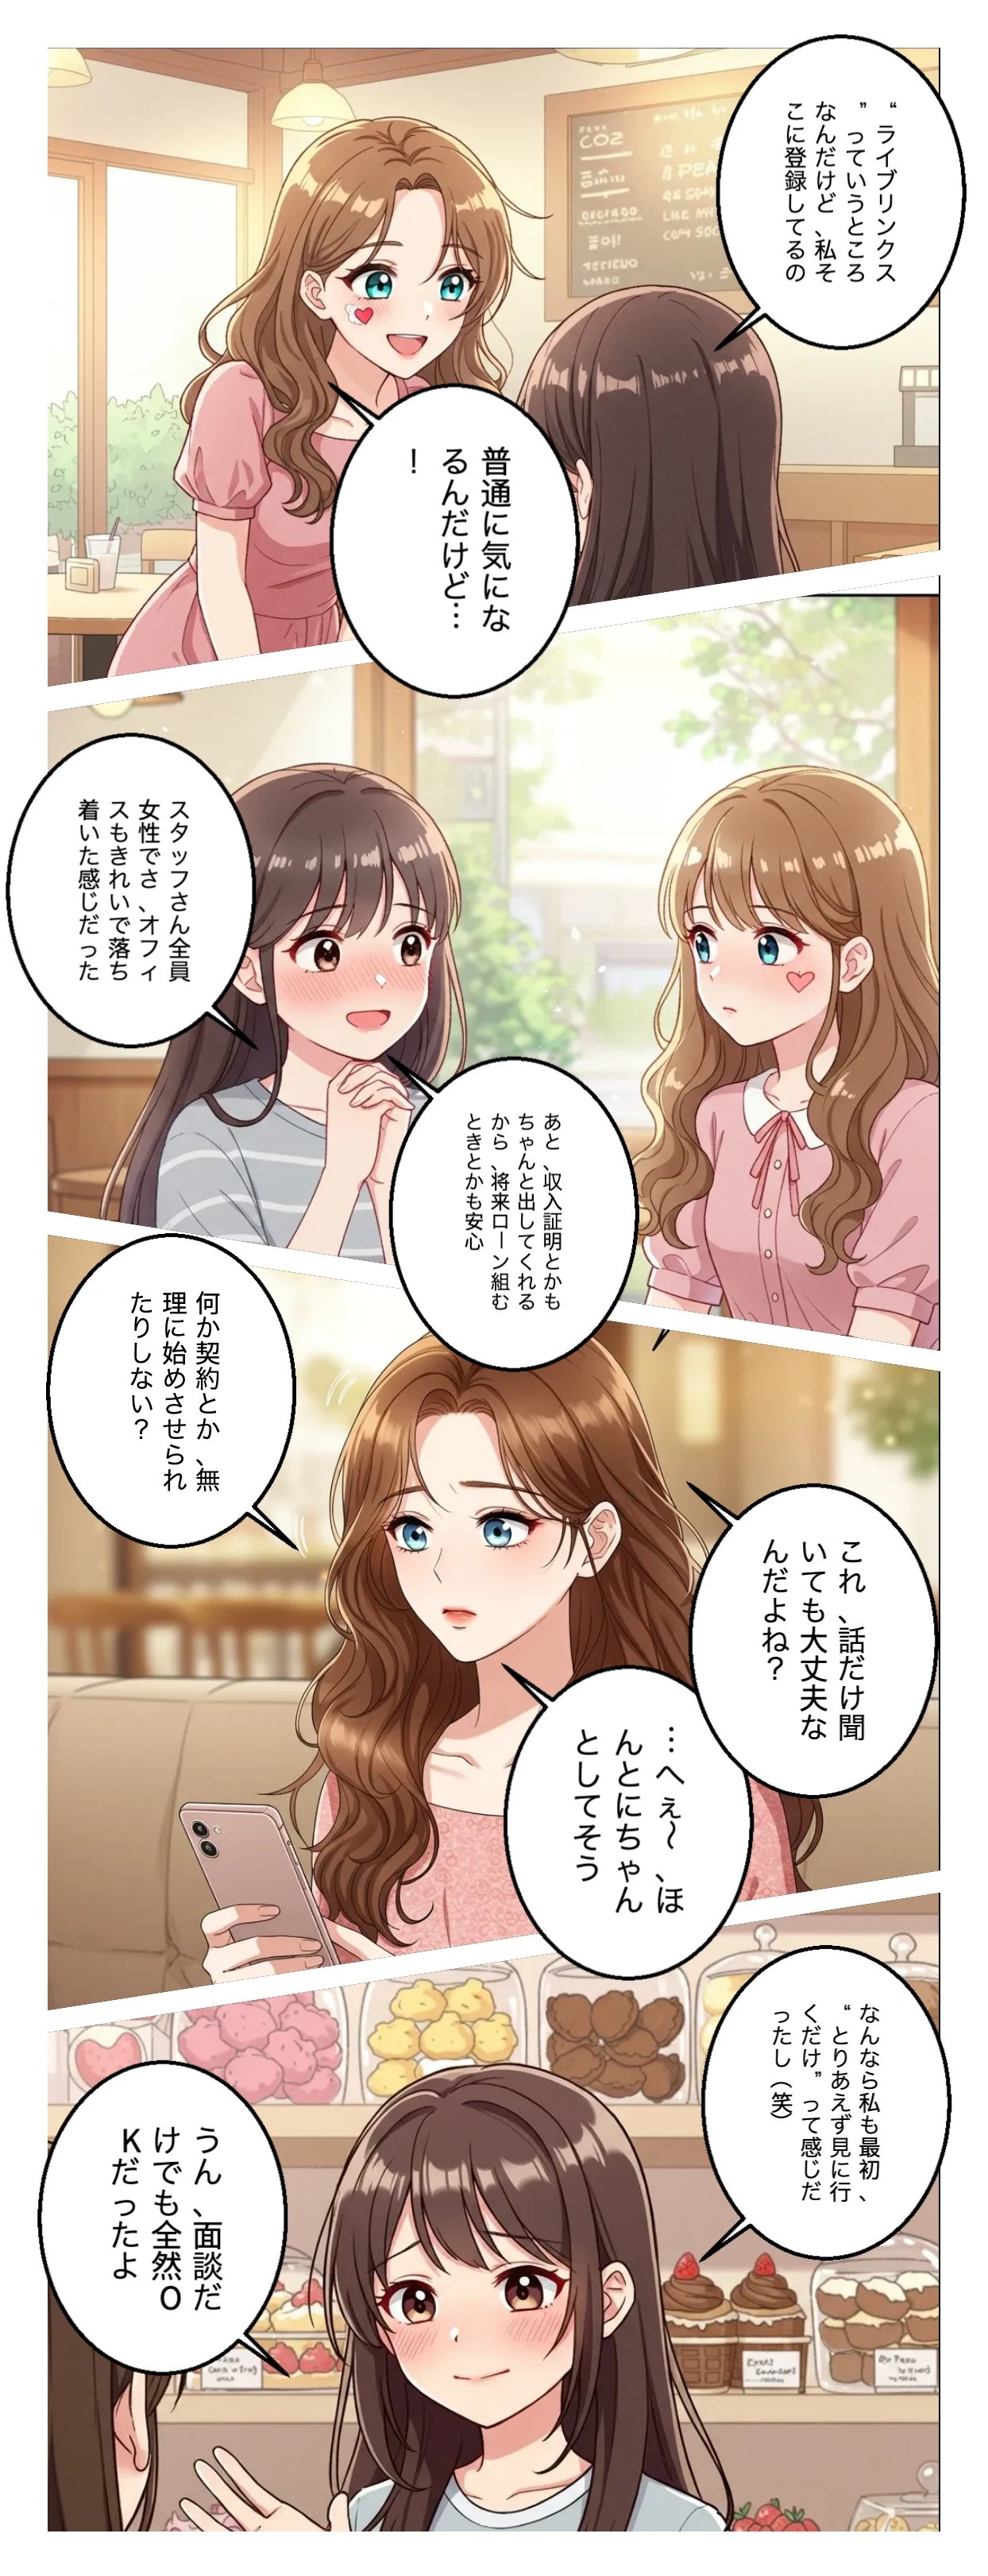 “ライブリンクス
”っていうところ
なんだけど、私そ
こに登録してるの
普通に気にな
るんだけど…
！
スタッフさん全員
女性でさ、オフィ
スもきれいで落ち
着いた感じだった
あと、収入証明とかも
ちゃんと出してくれる
から、将来ローン組む
ときとかも安心
これ、話だけ聞
いても大丈夫な
んだよね？
何か契約とか、無
理に始めさせられ
たりしない？
…へぇ〜、ほ
んとにちゃん
としてそう
なんなら私も最初、
“とりあえず見に行
くだけ”って感じだ
ったし（笑）
うん、面談だ
けでも全然O
Kだったよ